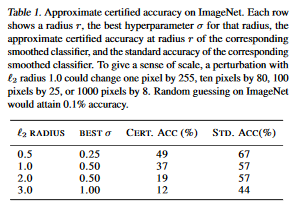 Table 1. Approximate certified accuracy on ImageNet. Each row
shows a radius r, the best hyperparameter σ for that radius, the
approximate certified accuracy at radius r of the corresponding
smoothed classifier, and the standard accuracy of the corresponding
smoothed classifier. To give a sense of scale, a perturbation with
ℓ₂ radius 1.0 could change one pixel by 255, ten pixels by 80, 100
pixels by 25, or 1000 pixels by 8. Random guessing on ImageNet
would attain 0.1% accuracy.
ℓ₂ RADIUS BEST σ CERT. ACC (%) STD. ACC(%)
0.5 0.25 49 67
1.0 0.50 37 57
2.0 0.50 19 57
3.0 1.00 12 44